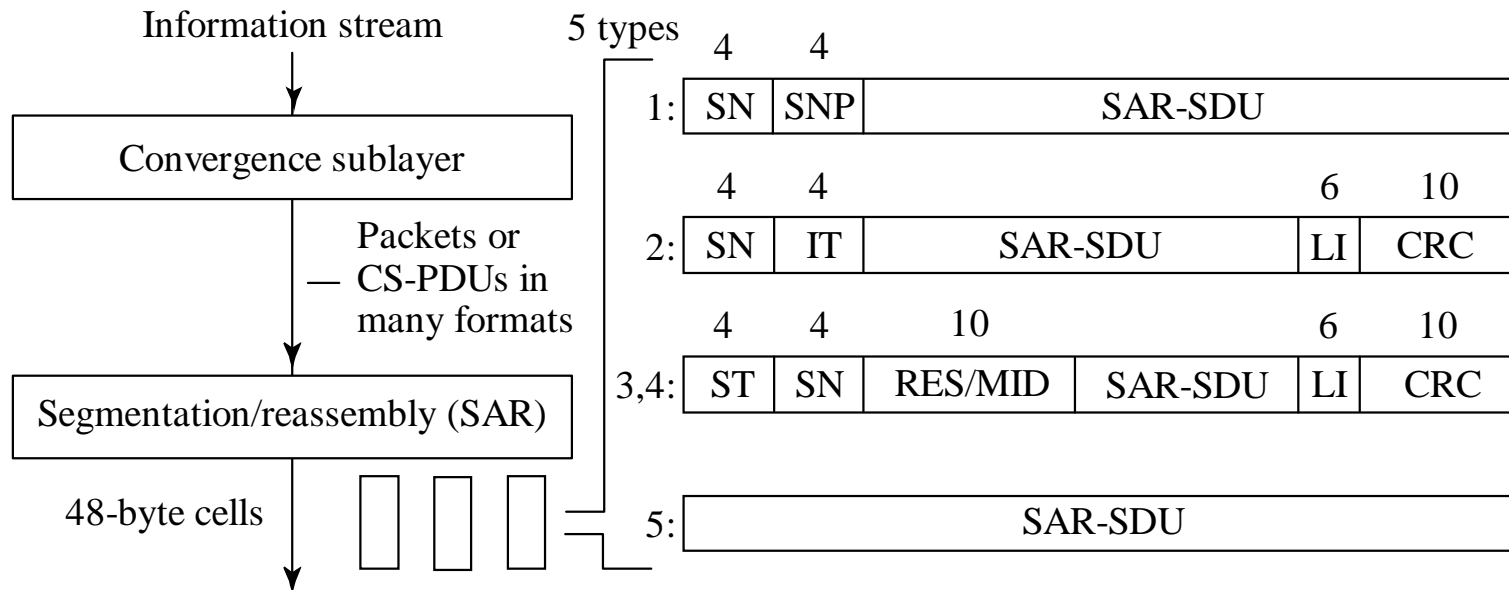 Information stream
Convergence sublayer
Packets or
CS-PDUs in
many formats
Segmentation/reassembly (SAR)
48-byte cells
5 types
4 4
1: SN SNP SAR-SDU
4 4 6 10
2: SN IT SAR-SDU LI CRC
4 4 10 6 10
3,4: ST SN RES/MID SAR-SDU LI CRC
5: SAR-SDU